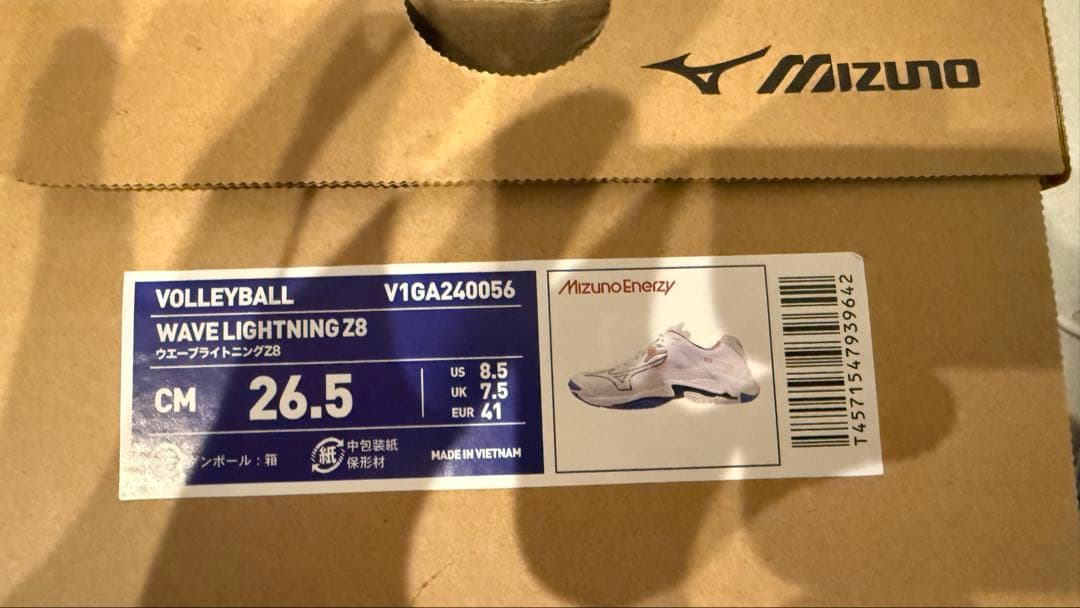 MIZUNO
VOLLEYBALL V1GA240056
WAVE LIGHTNING Z8
ウエーブライトニングZ8
CM 26.5
US 8.5
UK 7.5
EUR 41
ンボール：箱
紙 中包装紙
保形材
MADE IN VIETNAM
MizunoEnerzy
T4571547939642